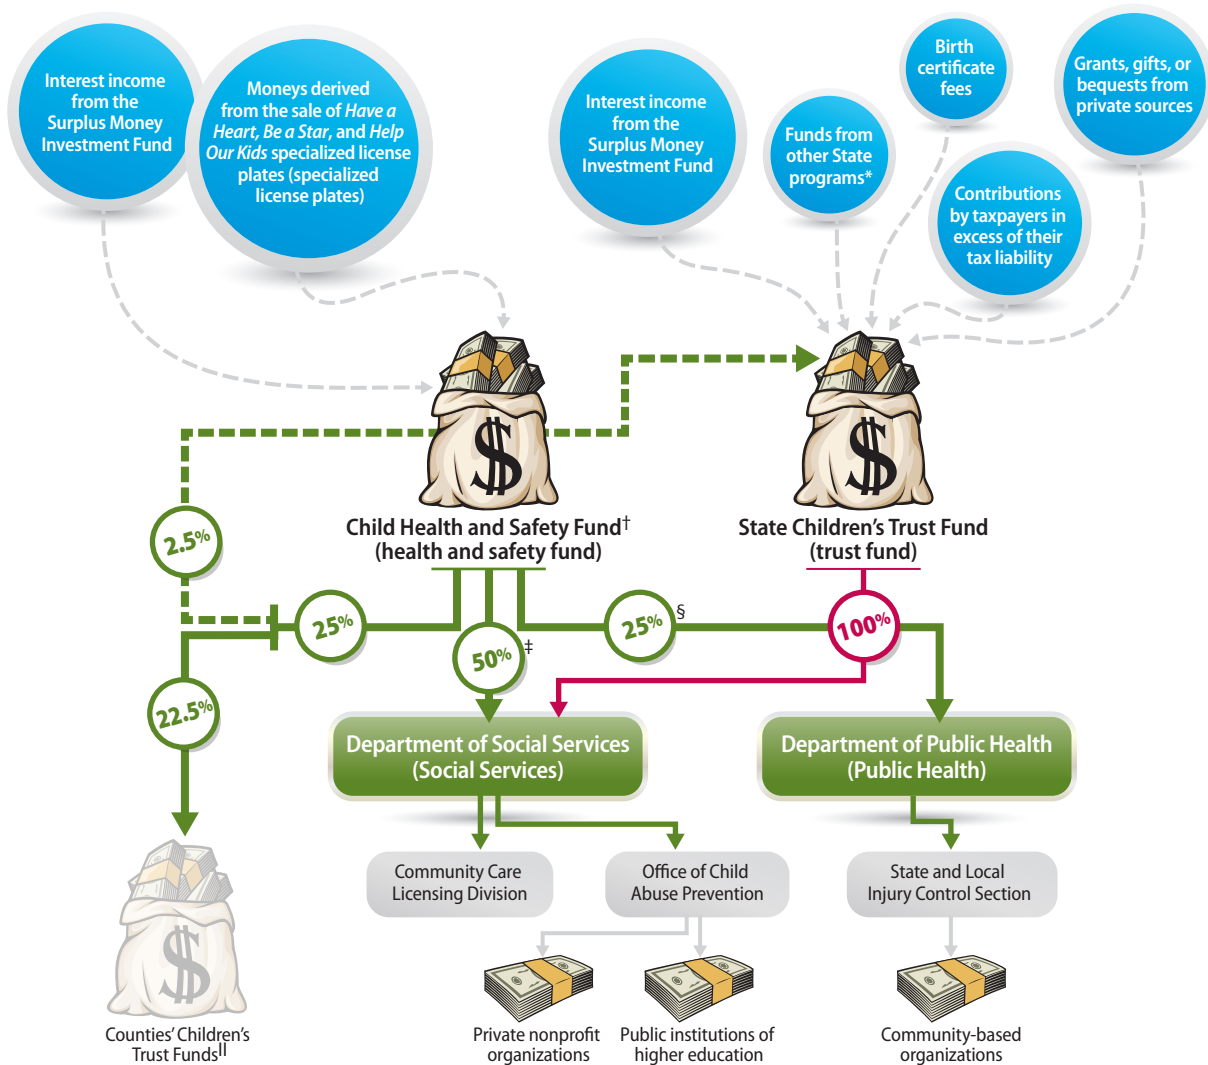 Interest income
from the
Surplus Money
Investment Fund
Moneys derived
from the sale of Have a
Heart, Be a Star, and Help
Our Kids specialized license
plates (specialized
license plates)
Interest income
from the
Surplus Money
Investment Fund
Funds from
other State
programs*
Birth
certificate
fees
Contributions
by taxpayers in
excess of their
tax liability
Grants, gifts, or
bequests from
private sources
$
$
Child Health and Safety Fund†
(health and safety fund)
State Children's Trust Fund
(trust fund)
2.5%
25%
50%‡
25%§
100%
22.5%
Department of Social Services
(Social Services)
Department of Public Health
(Public Health)
Community Care
Licensing Division
Office of Child
Abuse Prevention
State and Local
Injury Control Section
$
Counties' Children's
Trust Funds||
Private nonprofit
organizations
Public institutions of
higher education
Community-based
organizations